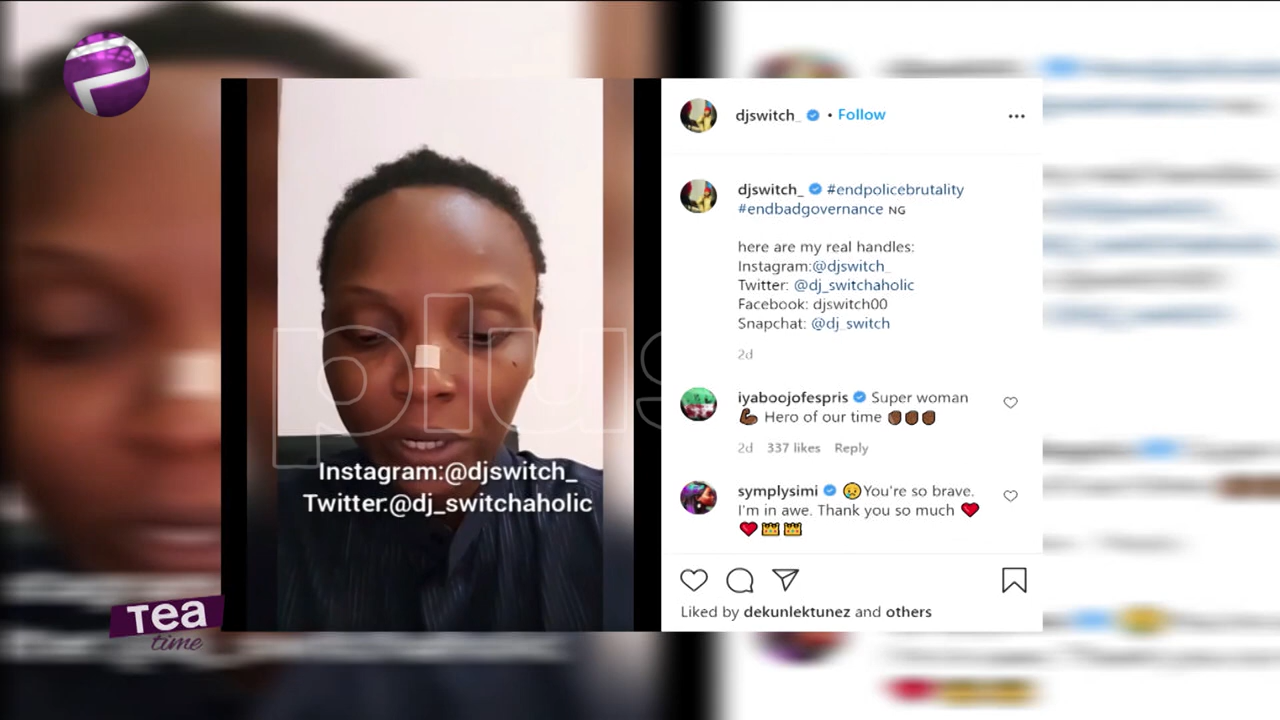 djswitch_ • Follow
djswitch_ #endpolicebrutality
#endbadgovernance NG
here are my real handles:
Instagram:@djswitch_
Twitter: @dj_switchaholic
Facebook: djswitch00
Snapchat: @dj_switch
2d
iyaboojofespris Super woman
💪🏾 Hero of our time ✊🏾✊🏾✊🏾
2d 337 likes Reply
symplysimi 😢You're so brave.
I'm in awe. Thank you so much ❤️
❤️👑👑
Liked by dekunlektunez and others
plus
Instagram:@djswitch_
Twitter:@dj_switchaholic
Tea
time